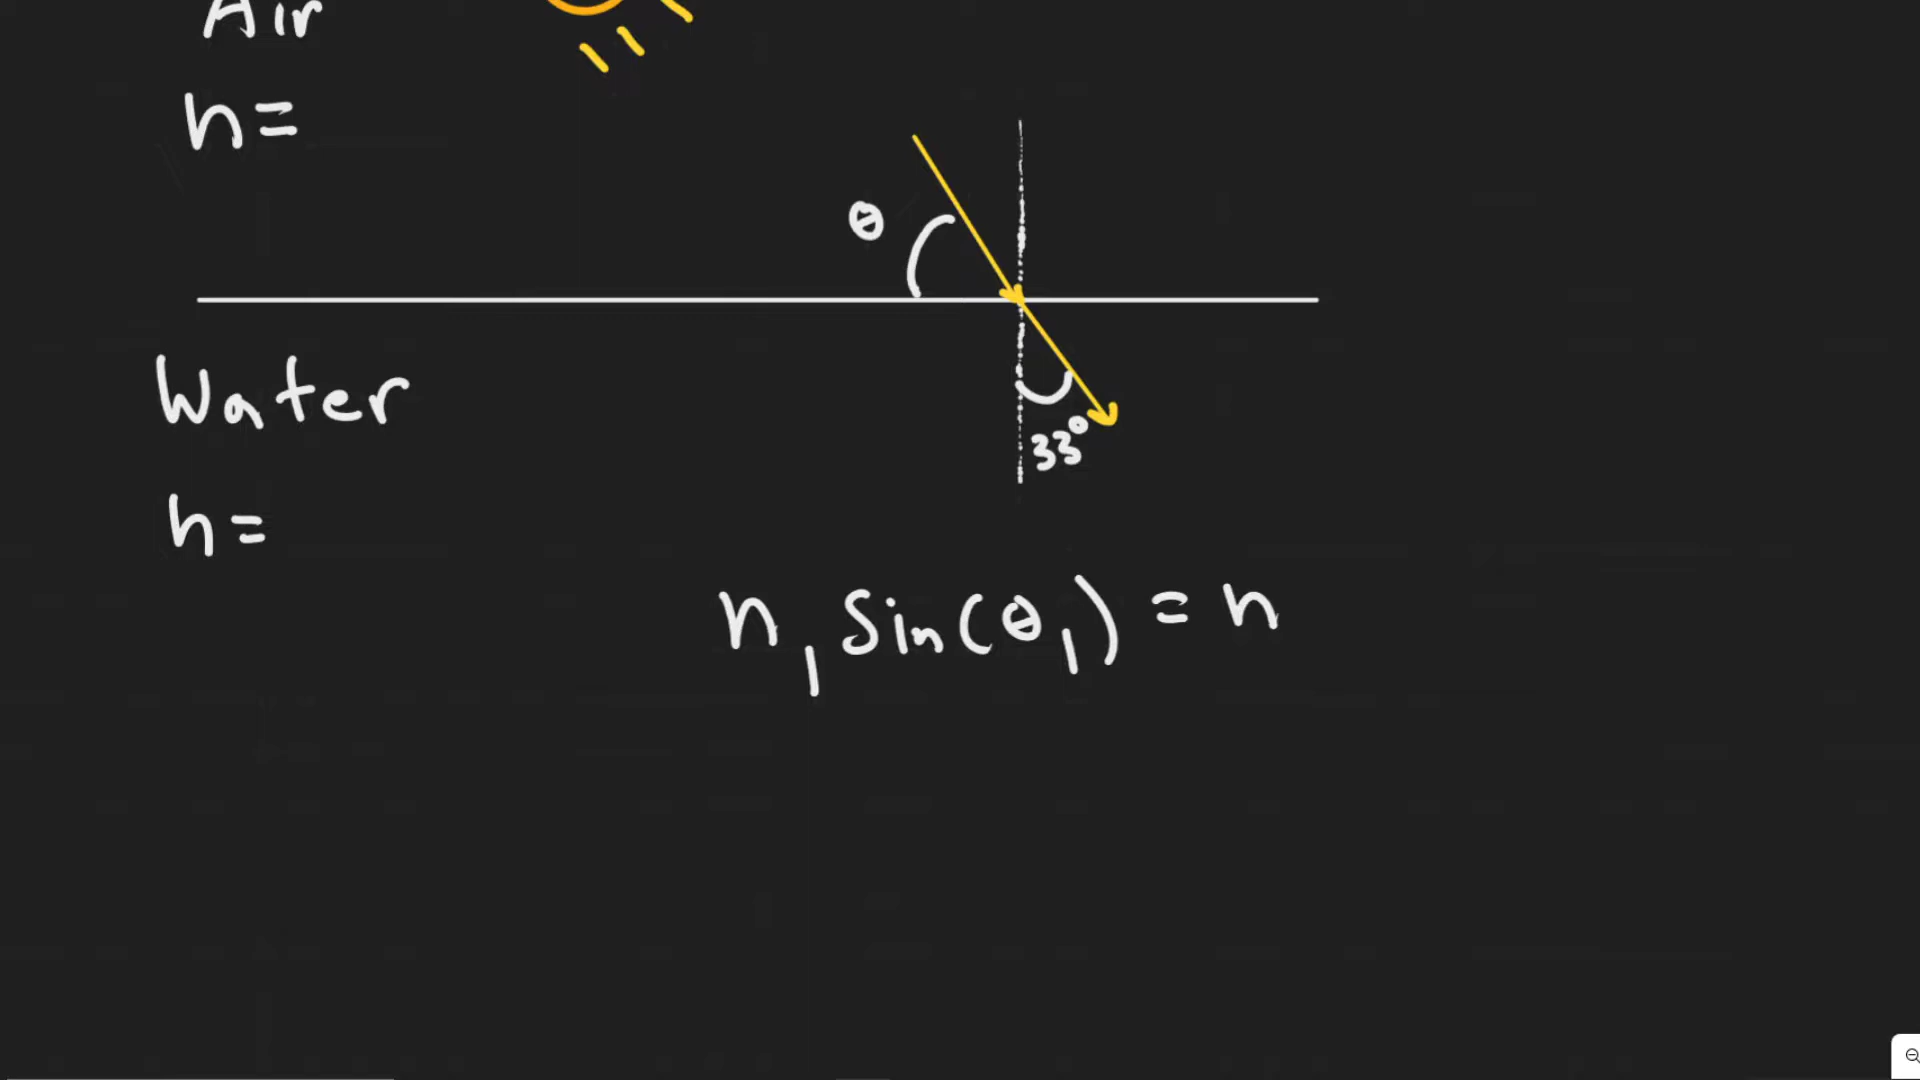 Air
n=
θ
Water
33°
n=
n₁ Sin(θ₁) = n